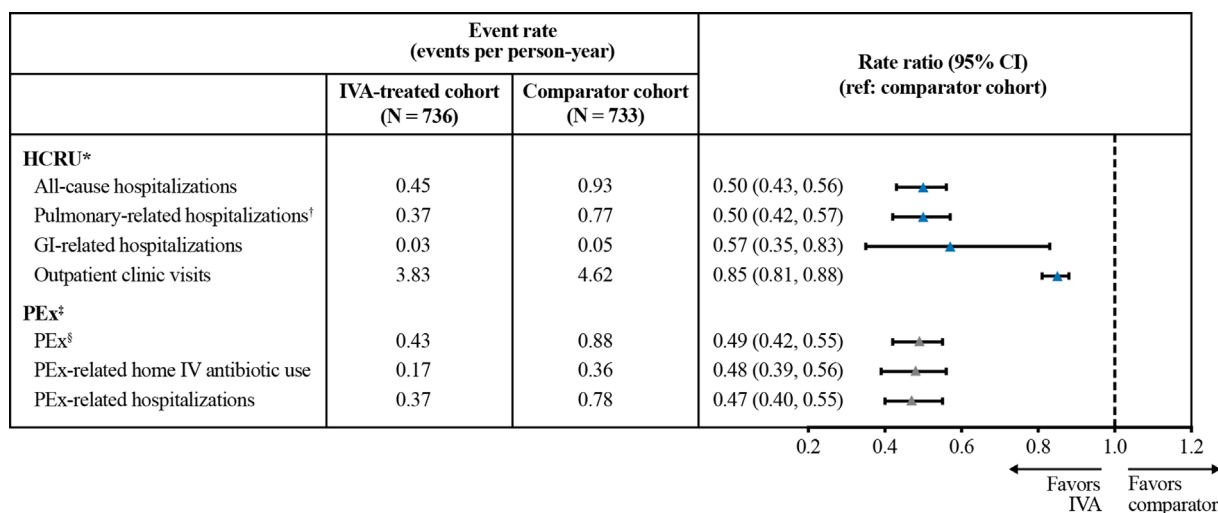 Event rate
(events per person-year)
Rate ratio (95% CI)
(ref: comparator cohort)
IVA-treated cohort
(N = 736)
Comparator cohort
(N = 733)
HCRU*
All-cause hospitalizations 0.45 0.93 0.50 (0.43, 0.56)
Pulmonary-related hospitalizations† 0.37 0.77 0.50 (0.42, 0.57)
GI-related hospitalizations 0.03 0.05 0.57 (0.35, 0.83)
Outpatient clinic visits 3.83 4.62 0.85 (0.81, 0.88)
PEx‡
PEx§ 0.43 0.88 0.49 (0.42, 0.55)
PEx-related home IV antibiotic use 0.17 0.36 0.48 (0.39, 0.56)
PEx-related hospitalizations 0.37 0.78 0.47 (0.40, 0.55)
0.2 0.4 0.6 0.8 1.0 1.2
Favors
IVA
Favors
comparator